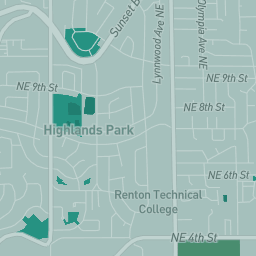 Sunset B
Lynnwood Ave NE
Olympia Ave NE
NE 9th St
NE 9th St
NE 8th St
Highlands Park
NE 6th St
Renton Technical
College
NE 4th St